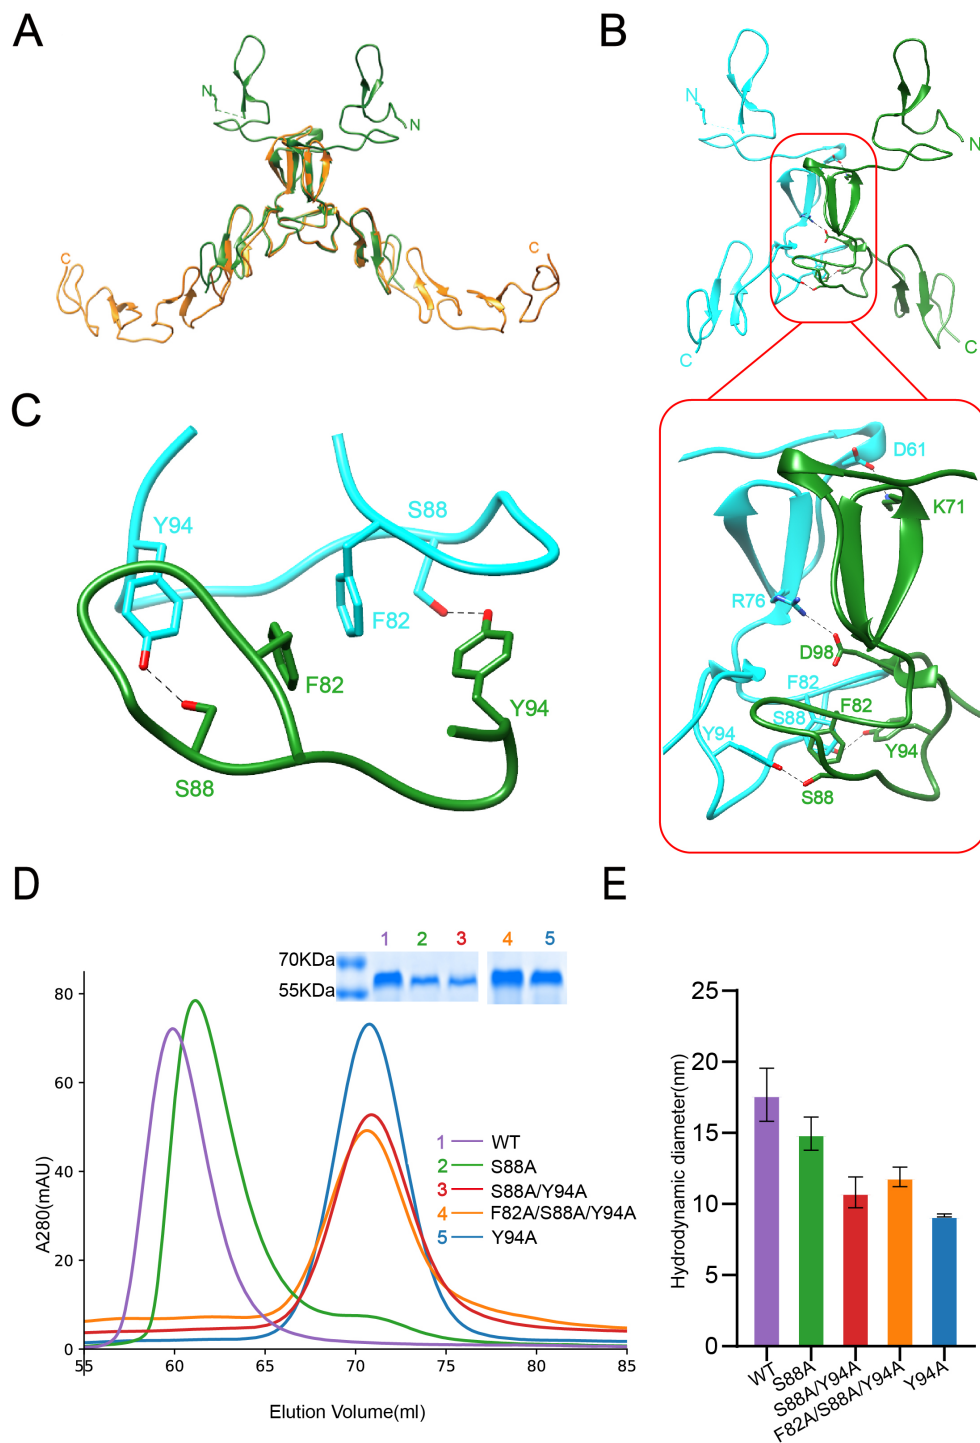 A
N
N
C
C
B
N
N
C
C
D61
K71
R76
D98
F82
S88
F82
Y94
Y94
S88
C
Y94
S88
F82
F82
Y94
S88
D
1 2 3 4 5
70KDa
55KDa
A280(mAU)
80
60
40
20
0
55 60 65 70 75 80 85
Elution Volume(ml)
1 WT
2 S88A
3 S88A/Y94A
4 F82A/S88A/Y94A
5 Y94A
E
Hydrodynamic diameter(nm)
25
20
15
10
5
0
WT
S88A
S88A/Y94A
F82A/S88A/Y94A
Y94A